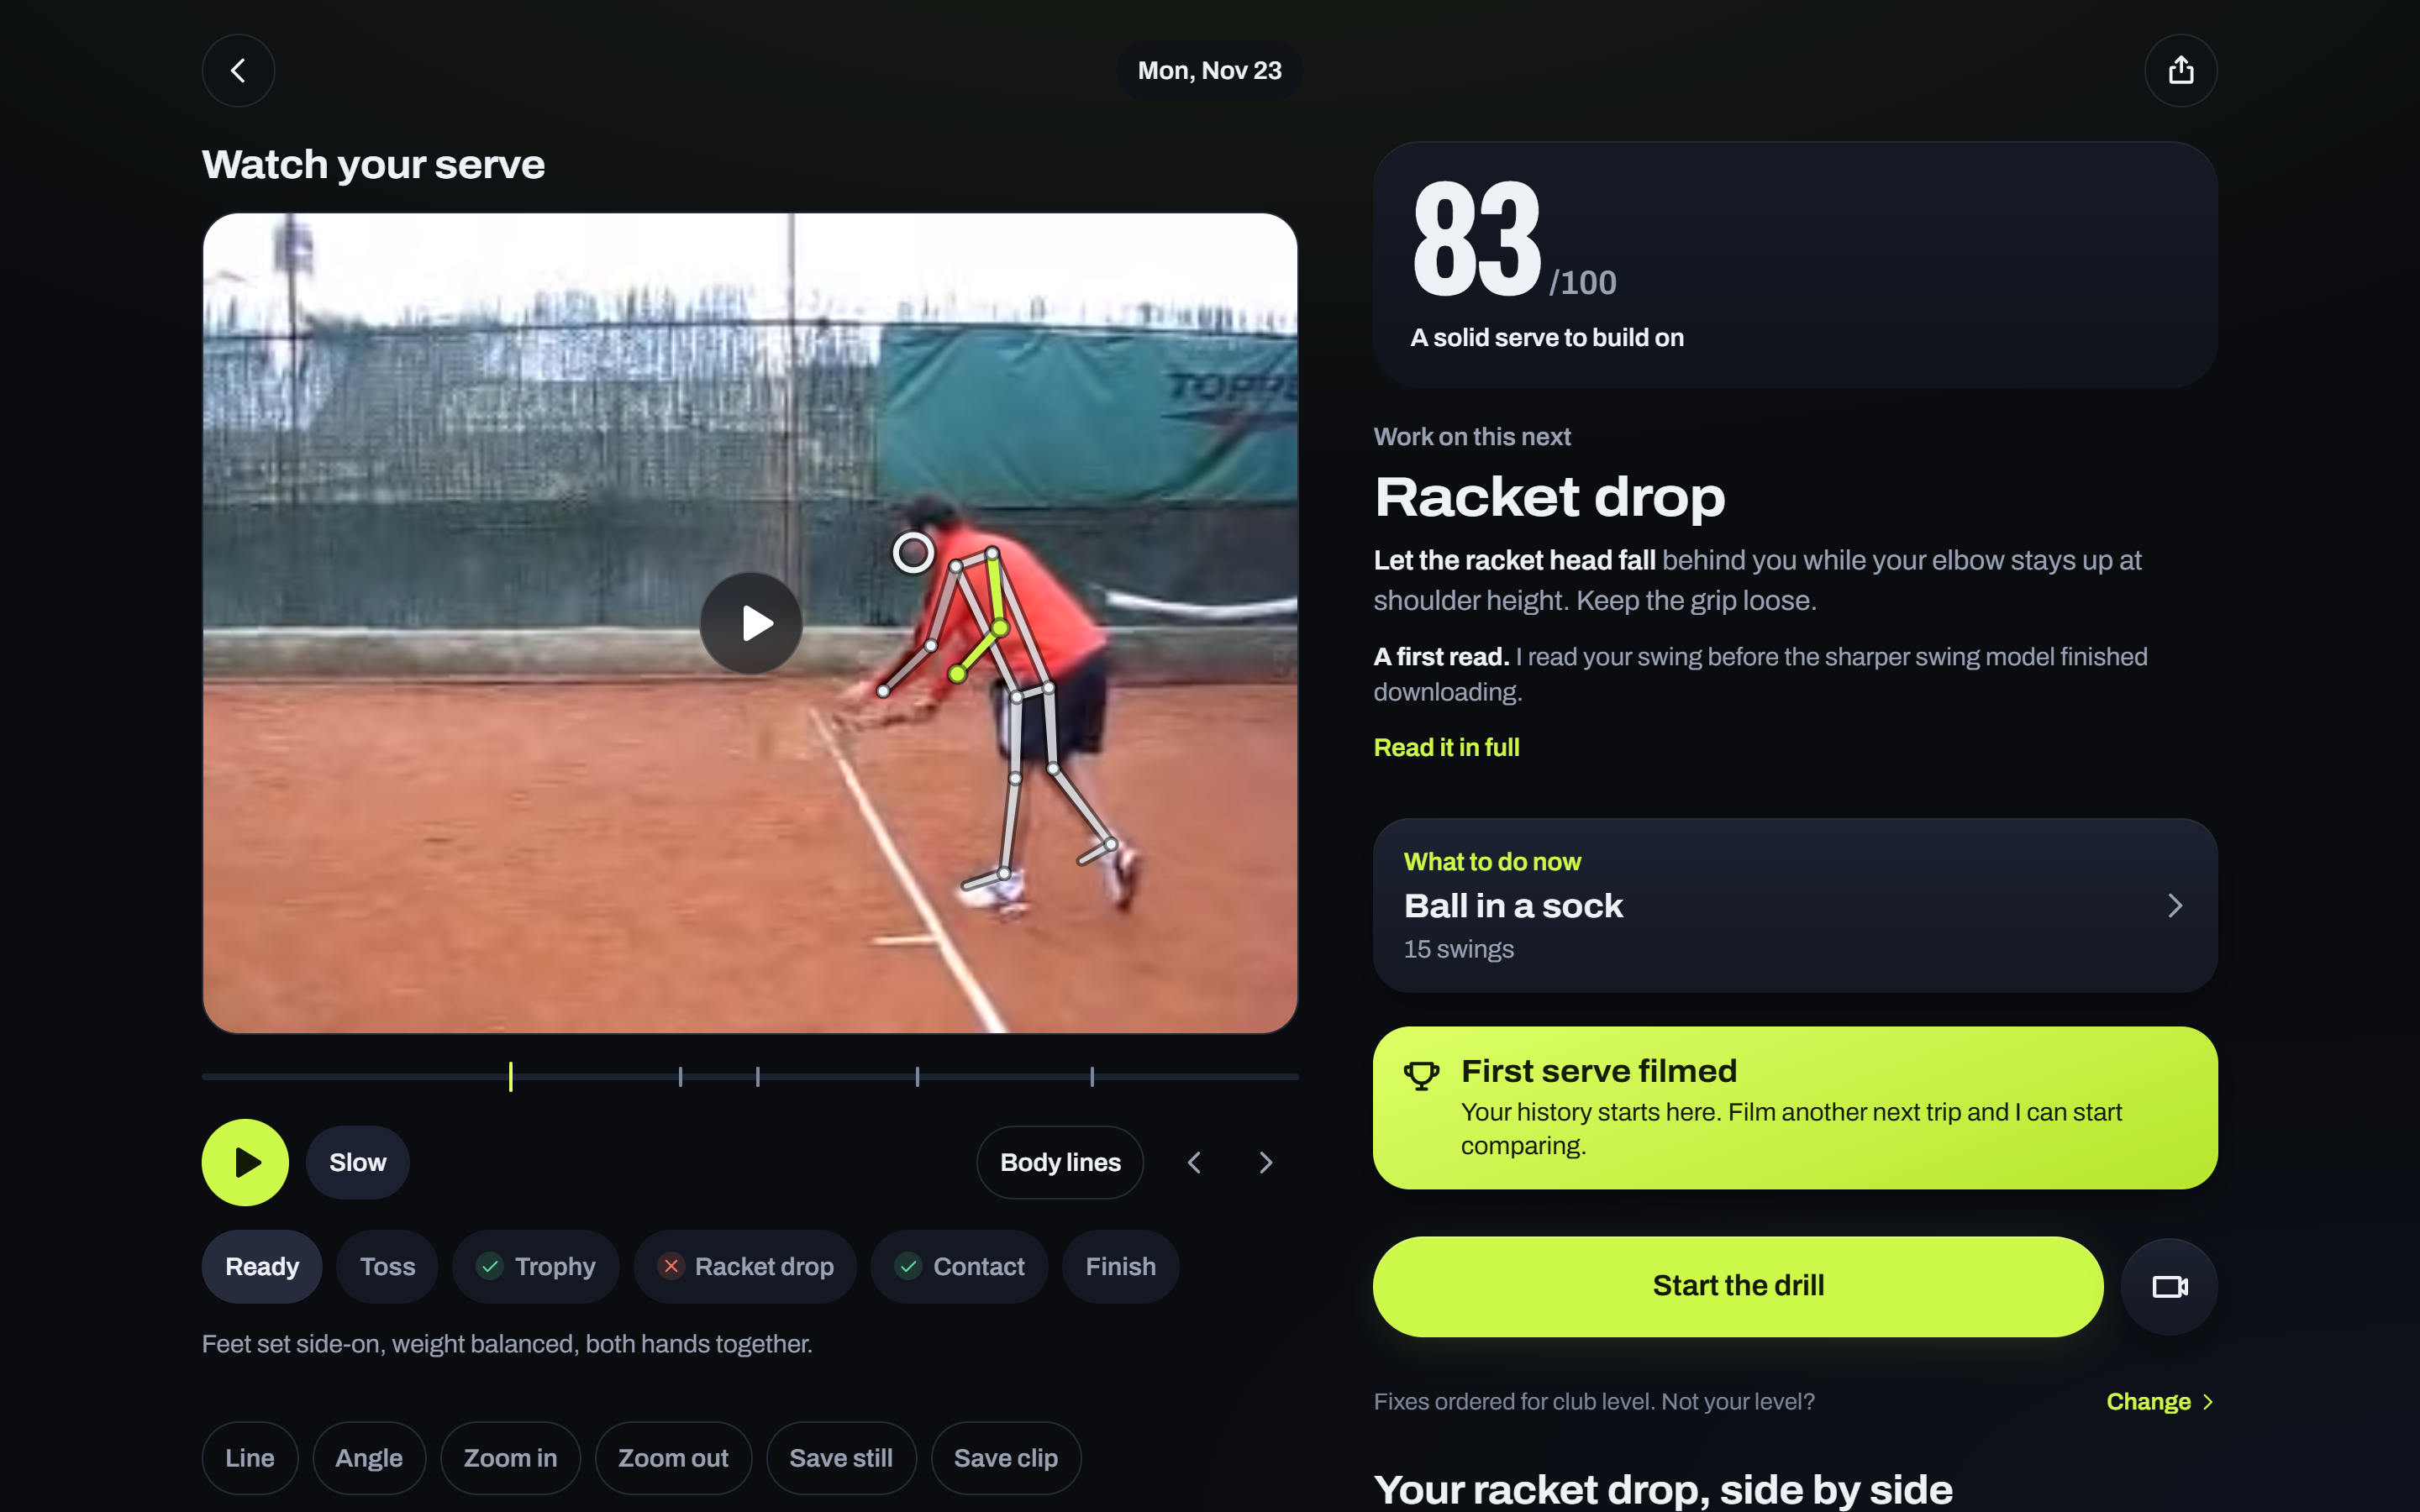 Mon, Nov 23
Watch your serve
83/100
A solid serve to build on
Work on this next
Racket drop
Let the racket head fall behind you while your elbow stays up at
shoulder height. Keep the grip loose.
A first read. I read your swing before the sharper swing model finished
downloading.
Read it in full
What to do now
Ball in a sock
15 swings
First serve filmed
Your history starts here. Film another next trip and I can start
comparing.
Start the drill
Fixes ordered for club level. Not your level?
Change
Your racket drop, side by side
Slow
Body lines
Ready
Toss
Trophy
Racket drop
Contact
Finish
Feet set side-on, weight balanced, both hands together.
Line
Angle
Zoom in
Zoom out
Save still
Save clip